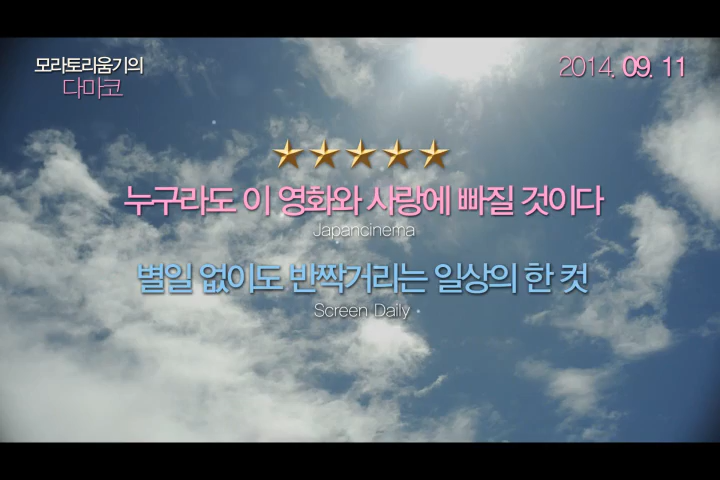 모라토리움기의
다마코
2014. 09. 11
누구라도 이 영화와 사랑에 빠질 것이다
Japancinema
별일 없이도 반짝거리는 일상의 한 컷
Screen Daily